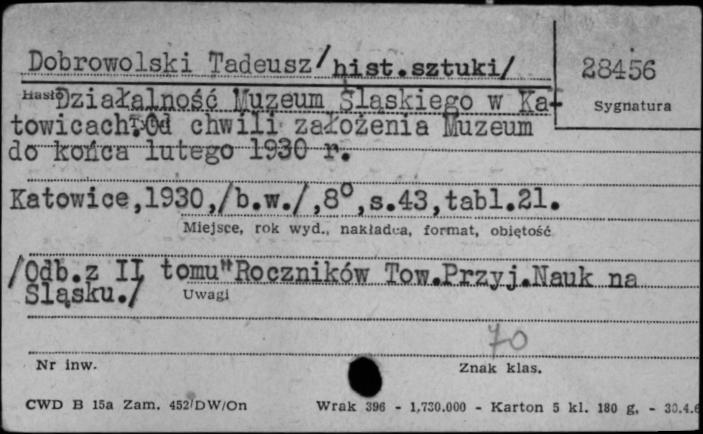 Dobrowolski Tadeusz/hist.sztuki/
28456
Sygnatura
Hasło
Działalność Muzeum Śląskiego w Ka-
towicach. Od chwili założenia Muzeum
do końca lutego 1930 r.
Katowice,1930,/b.w./,8°,s.43,tabl.21.
Miejsce, rok wyd., nakładca, format, objętość
/Odb.z II tomu"Roczników Tow.Przyj.Nauk na
Śląsku./
Uwagi
70
Nr inw.
Znak klas.
CWD B 15a Zam. 452/DW/On
Wrak 396 - 1.730.000 - Karton 5 kl. 180 g. - 30.4.6